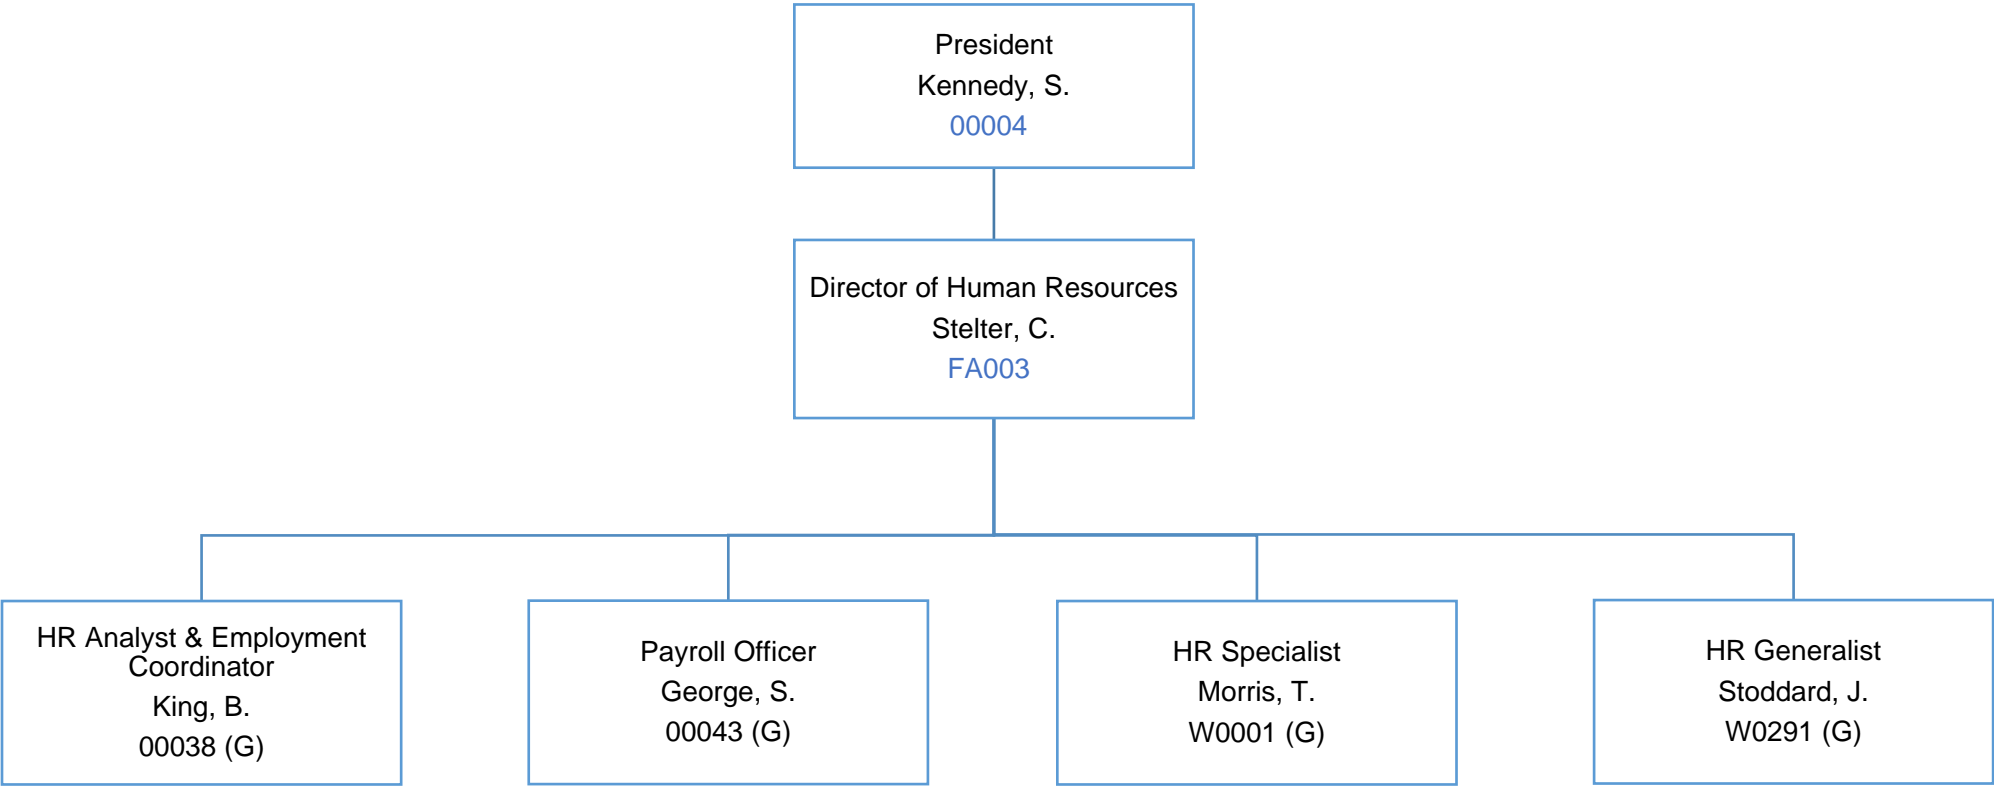 President
Kennedy, S.
00004
Director of Human Resources
Stelter, C.
FA003
HR Analyst & Employment
Coordinator
King, B.
00038 (G)
Payroll Officer
George, S.
00043 (G)
HR Specialist
Morris, T.
W0001 (G)
HR Generalist
Stoddard, J.
W0291 (G)